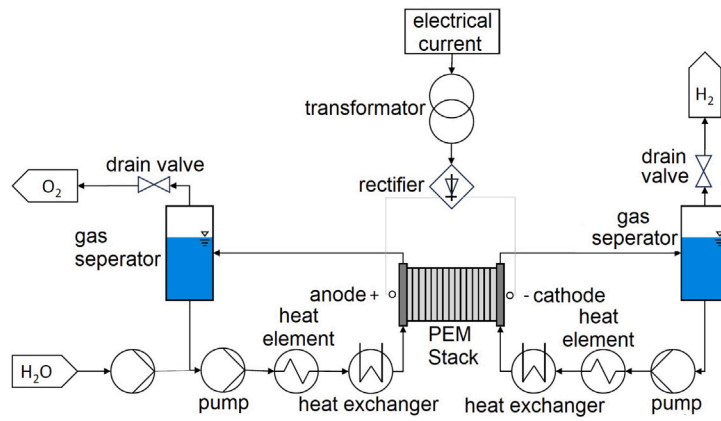 electrical
current
transformator
rectifier
H₂
drain
valve
drain valve
O₂
gas
seperator
gas
seperator
anode +
- cathode
heat
element
PEM
Stack
heat
element
H₂O
pump
heat exchanger
heat exchanger
pump